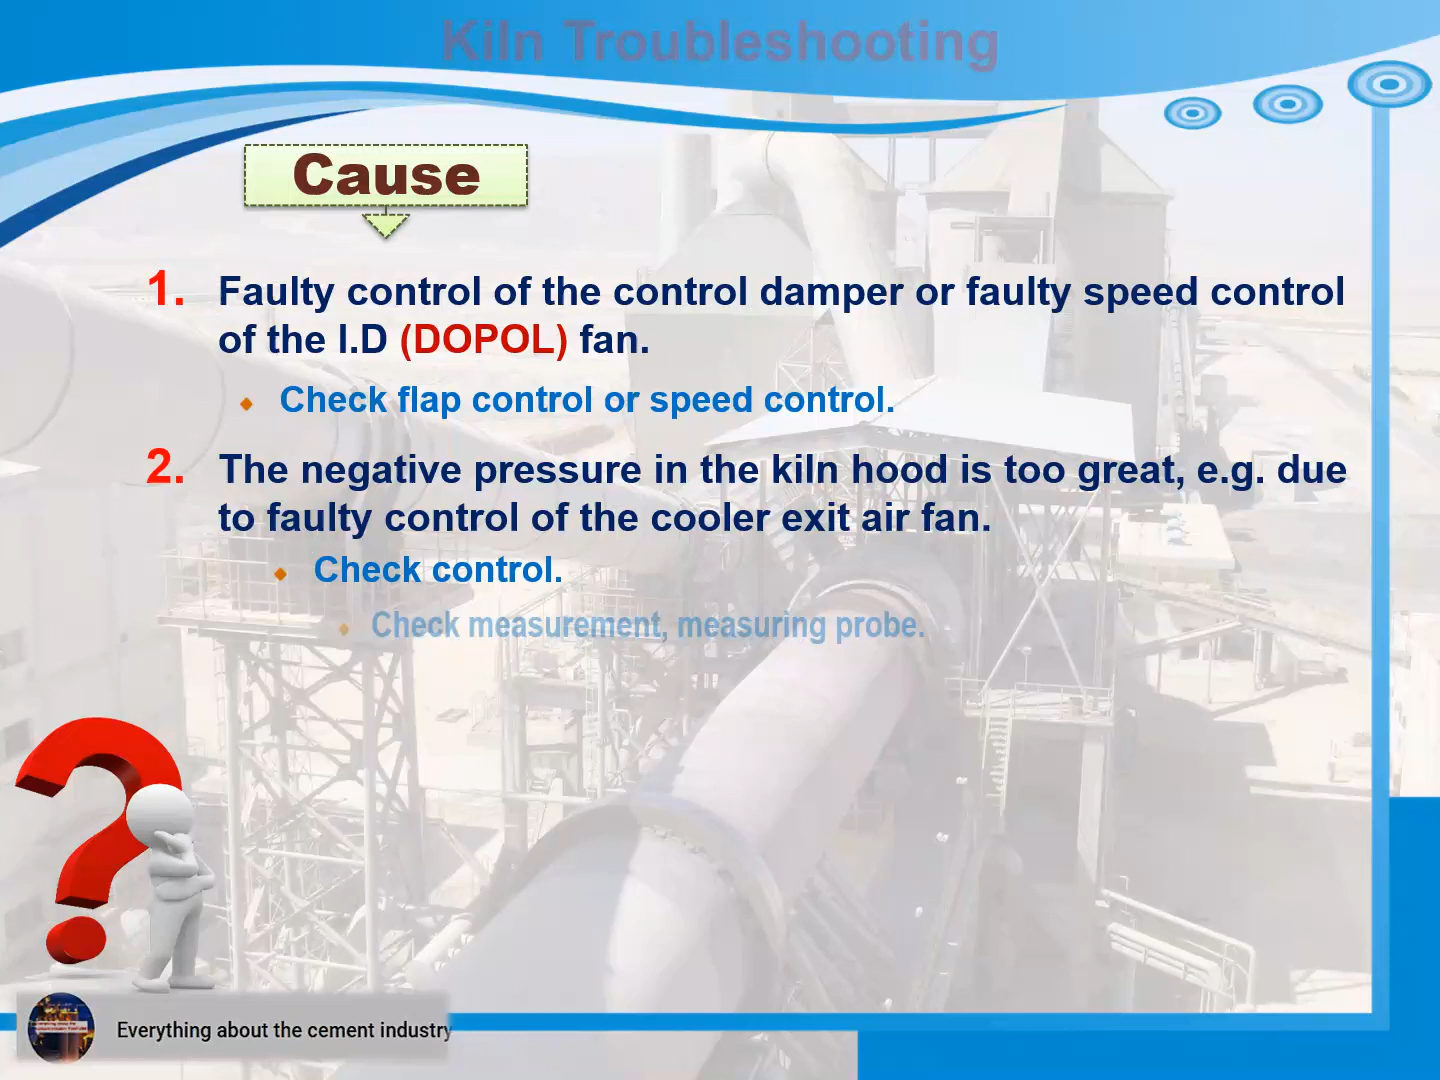 Kiln Troubleshooting
Cause
1. Faulty control of the control damper or faulty speed control
of the I.D (DOPOL) fan.
Check flap control or speed control.
2. The negative pressure in the kiln hood is too great, e.g. due
to faulty control of the cooler exit air fan.
Check control.
Check measurement, measuring probe.
Everything about the cement industry